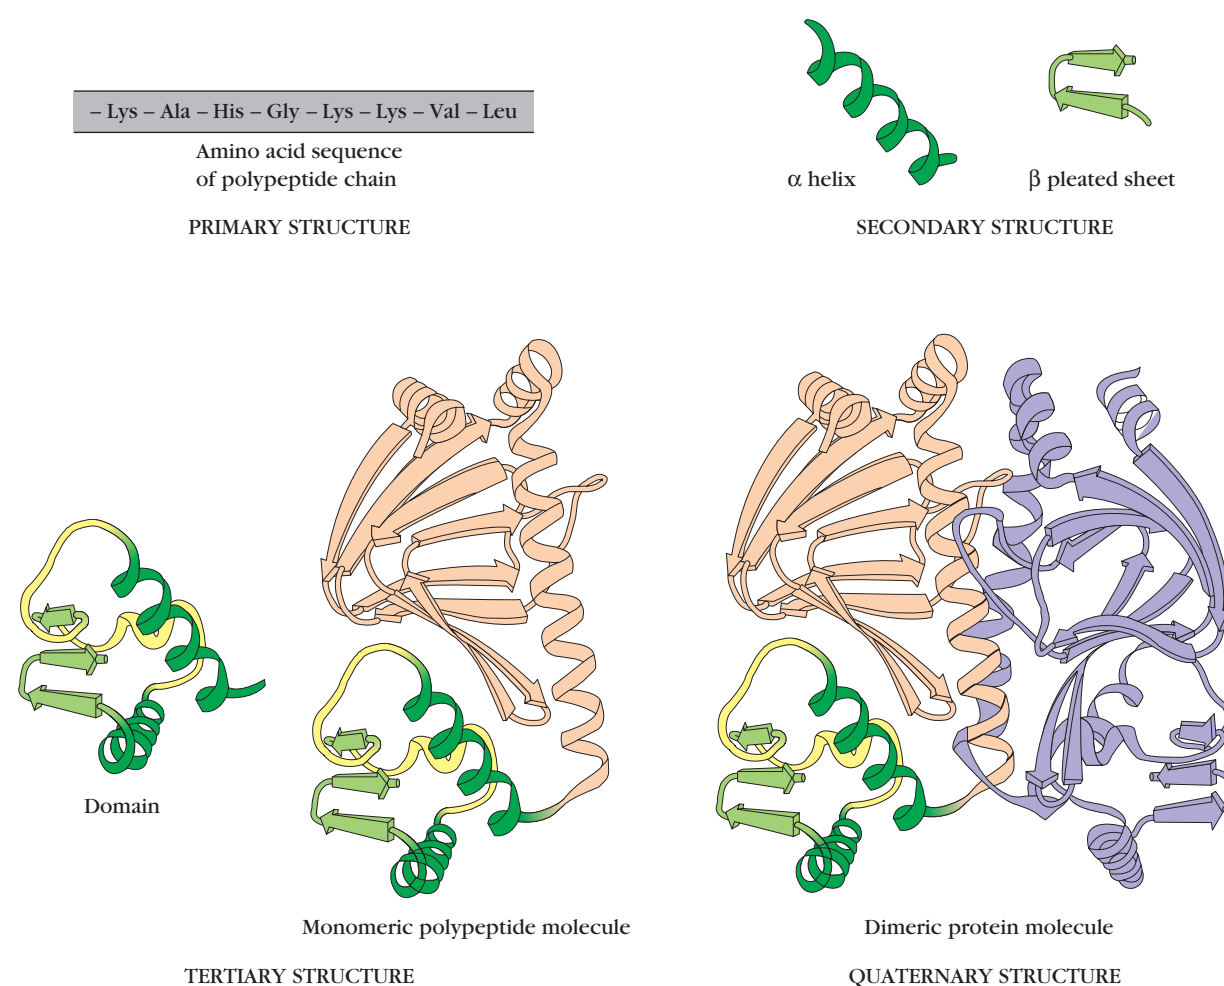 – Lys – Ala – His – Gly – Lys – Lys – Val – Leu
Amino acid sequence
of polypeptide chain
PRIMARY STRUCTURE
α helix
β pleated sheet
SECONDARY STRUCTURE
Domain
Monomeric polypeptide molecule
TERTIARY STRUCTURE
Dimeric protein molecule
QUATERNARY STRUCTURE